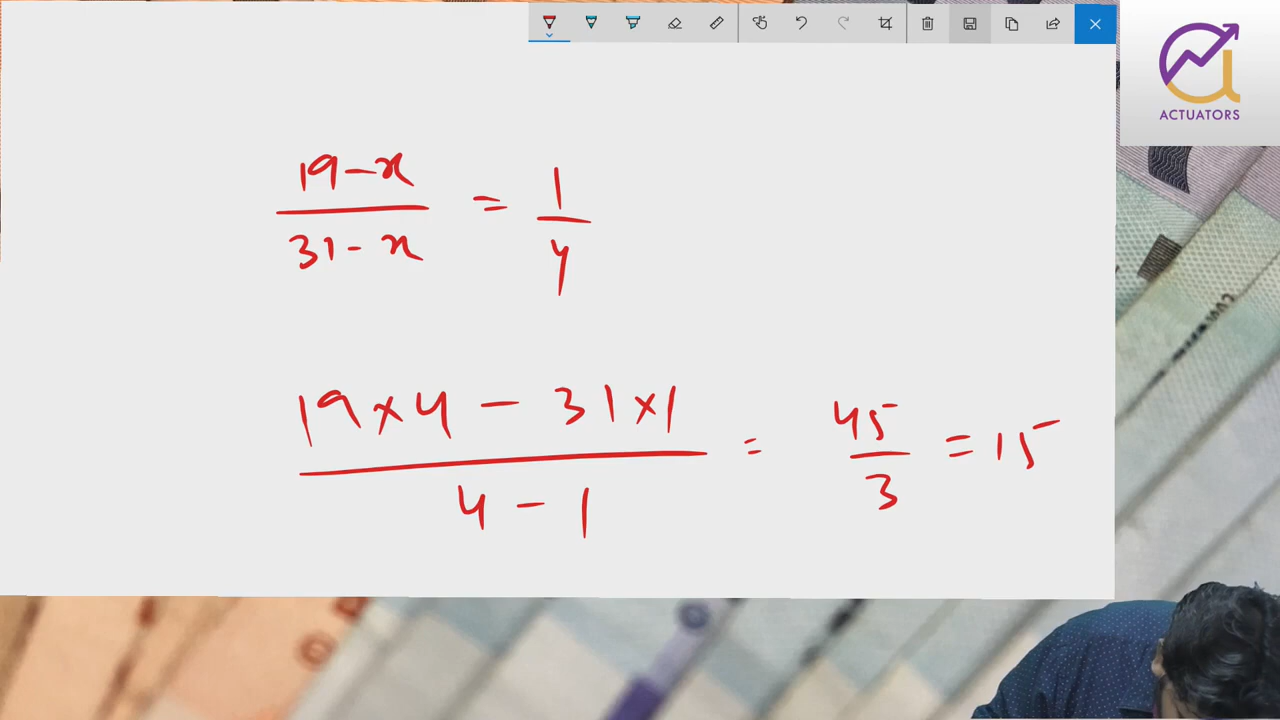 ACTUATORS
19-x
31-x
=
1
4
19×4 - 31×1
4-1
=
45
3
=15